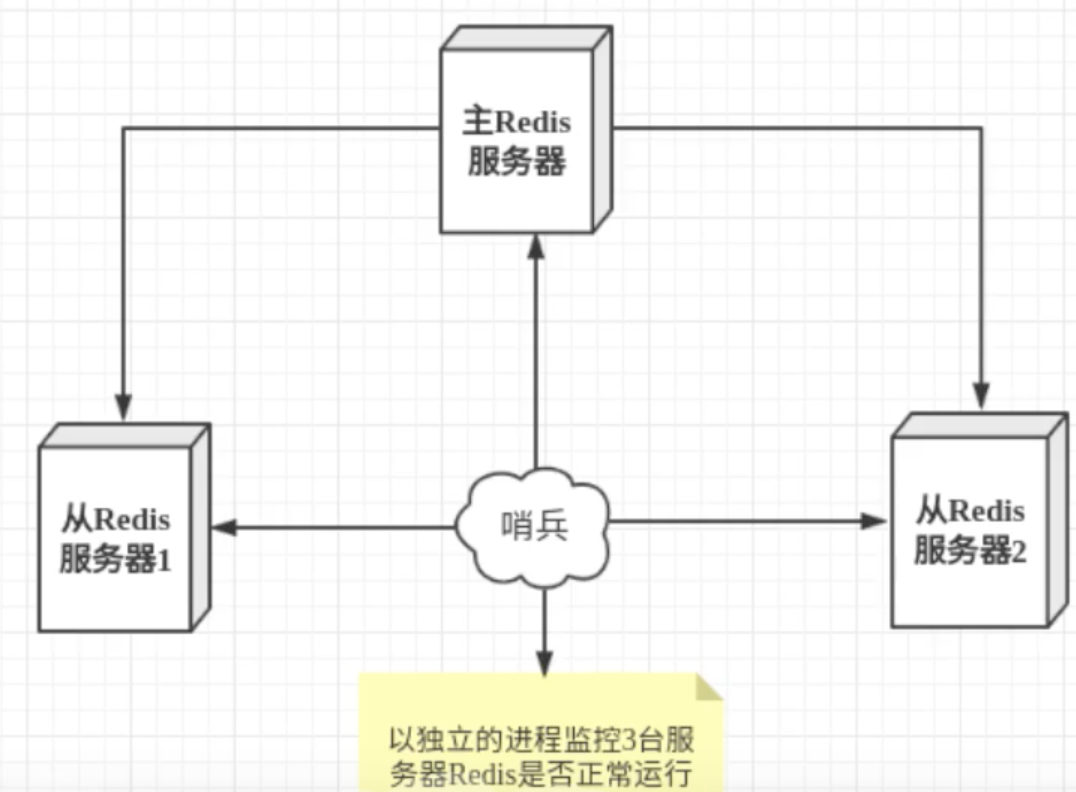 主Redis
服务器
从Redis
服务器1
哨兵
从Redis
服务器2
以独立的进程监控3台服
务器Redis是否正常运行